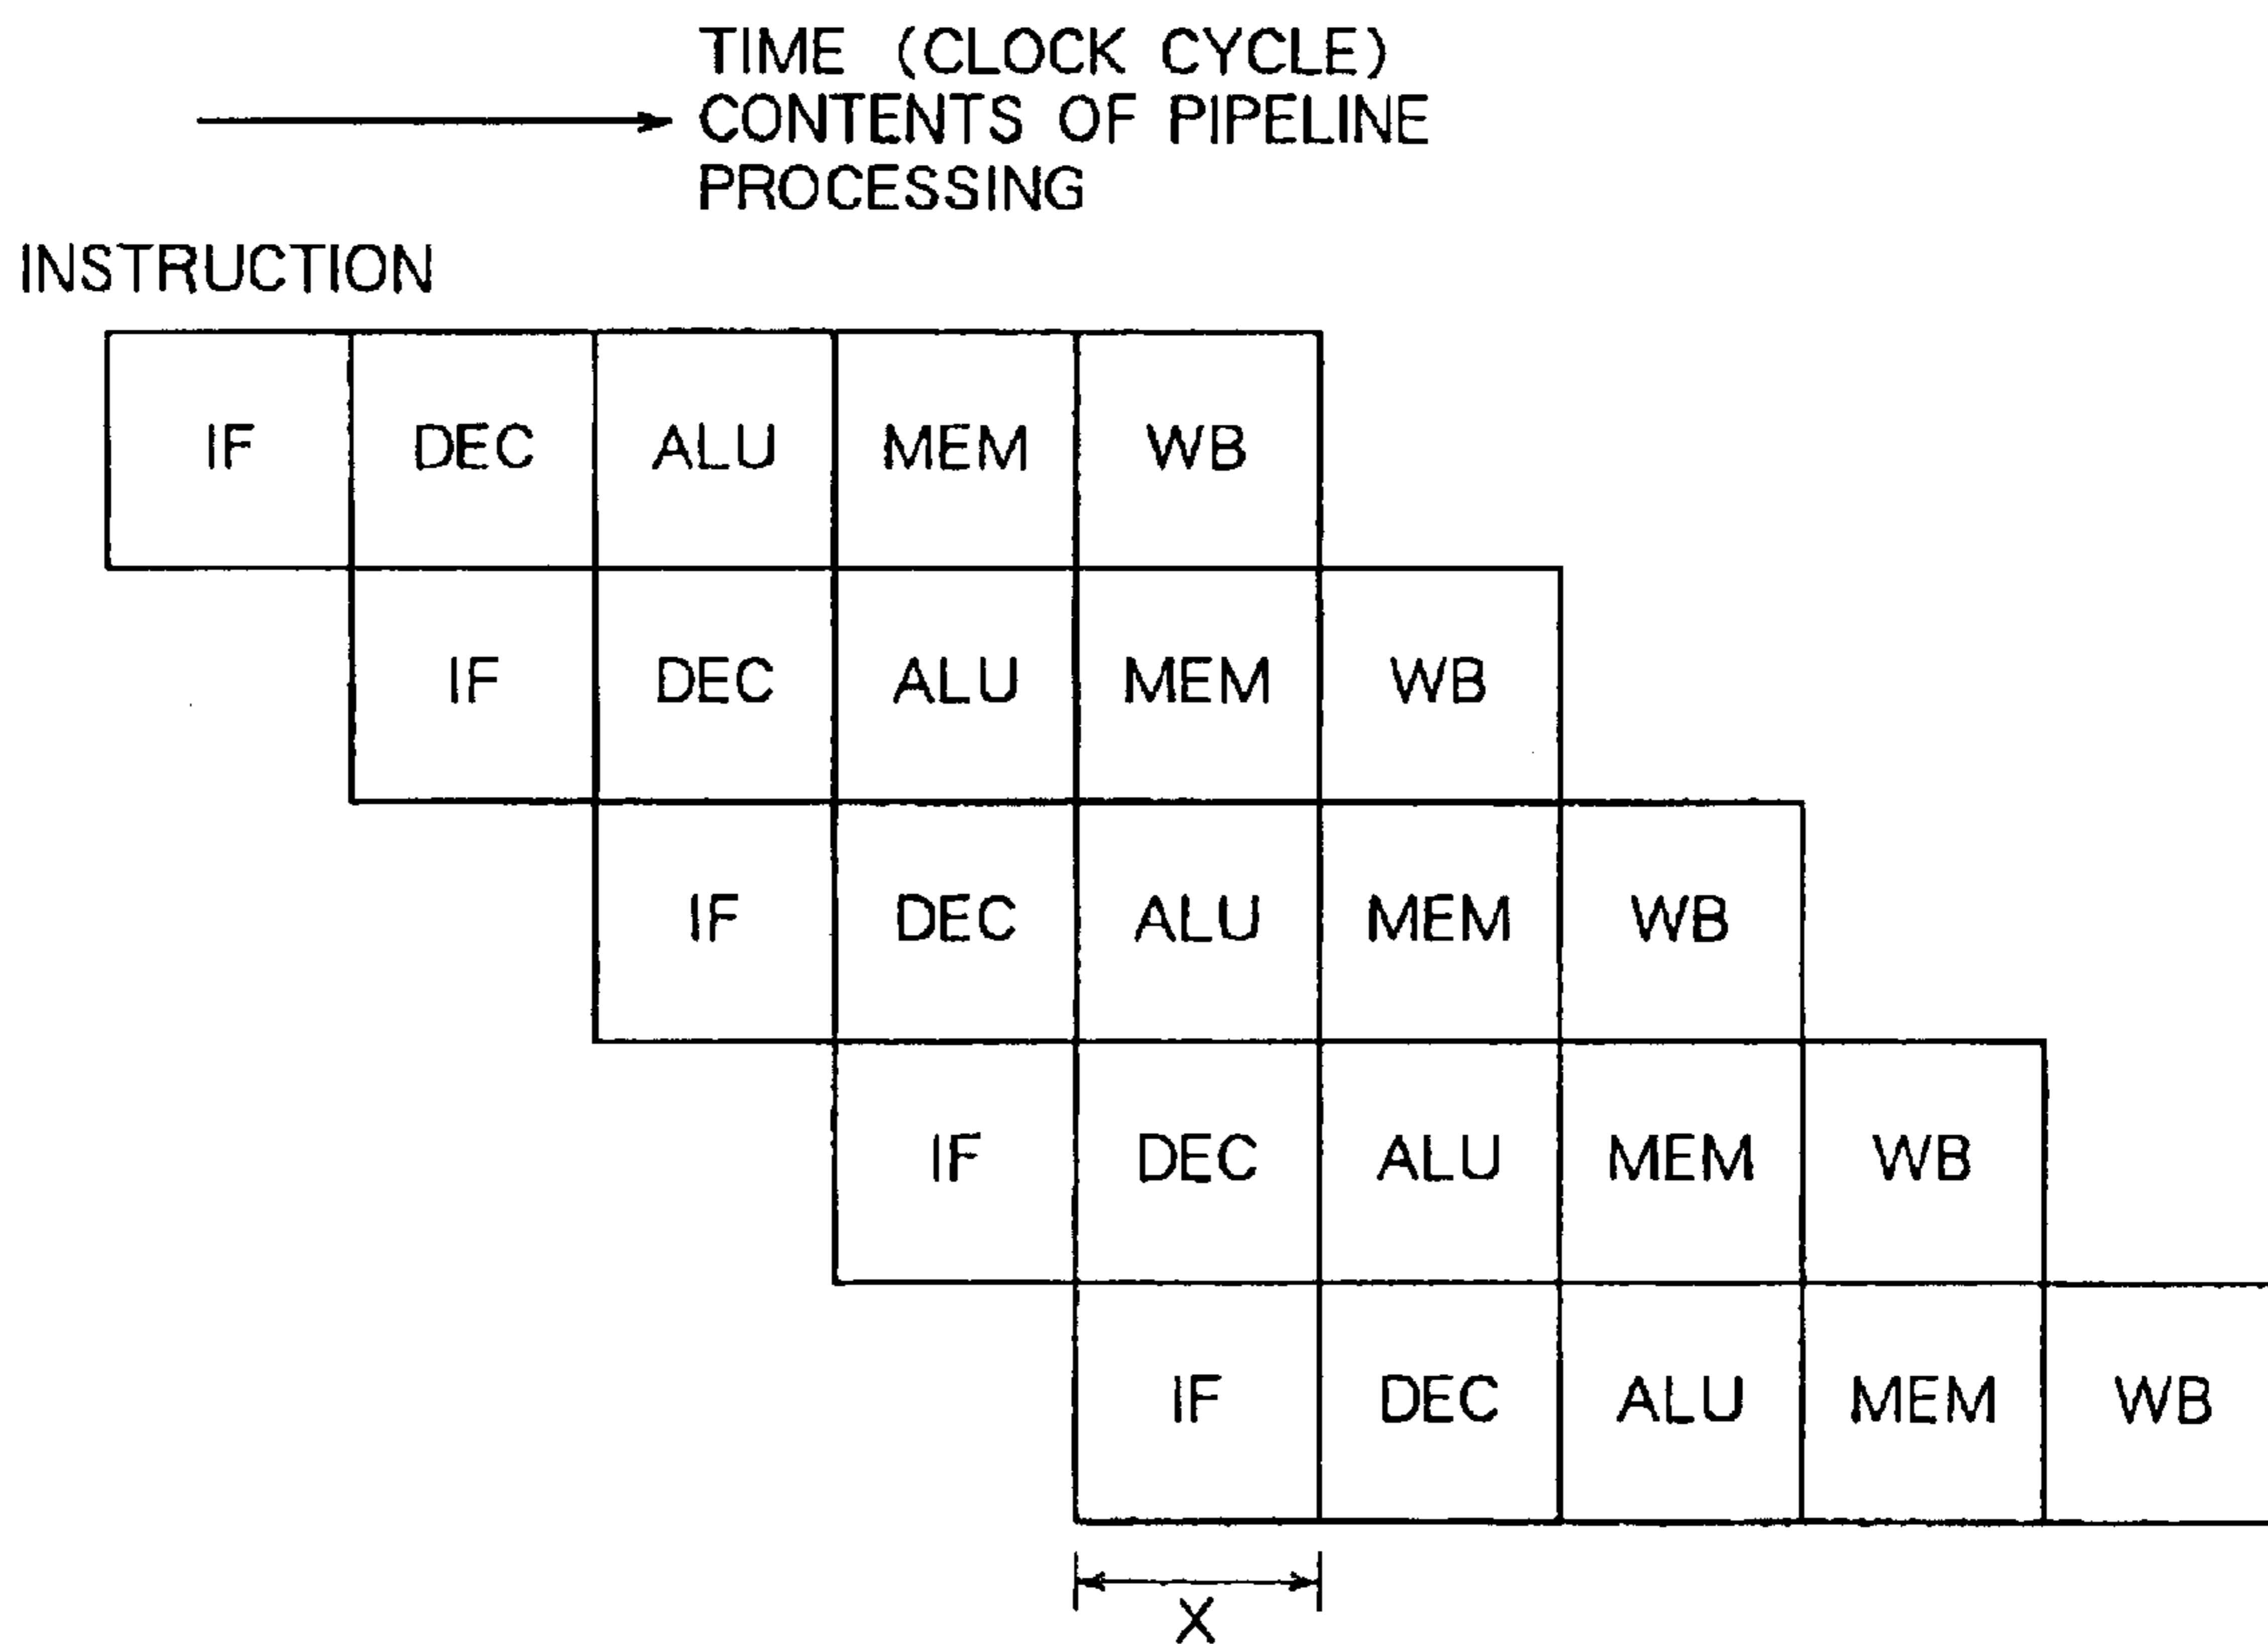 TIME (CLOCK CYCLE)
CONTENTS OF PIPELINE
PROCESSING
INSTRUCTION
IF DEC ALU MEM WB
IF DEC ALU MEM WB
IF DEC ALU MEM WB
IF DEC ALU MEM WB
IF DEC ALU MEM WB
X